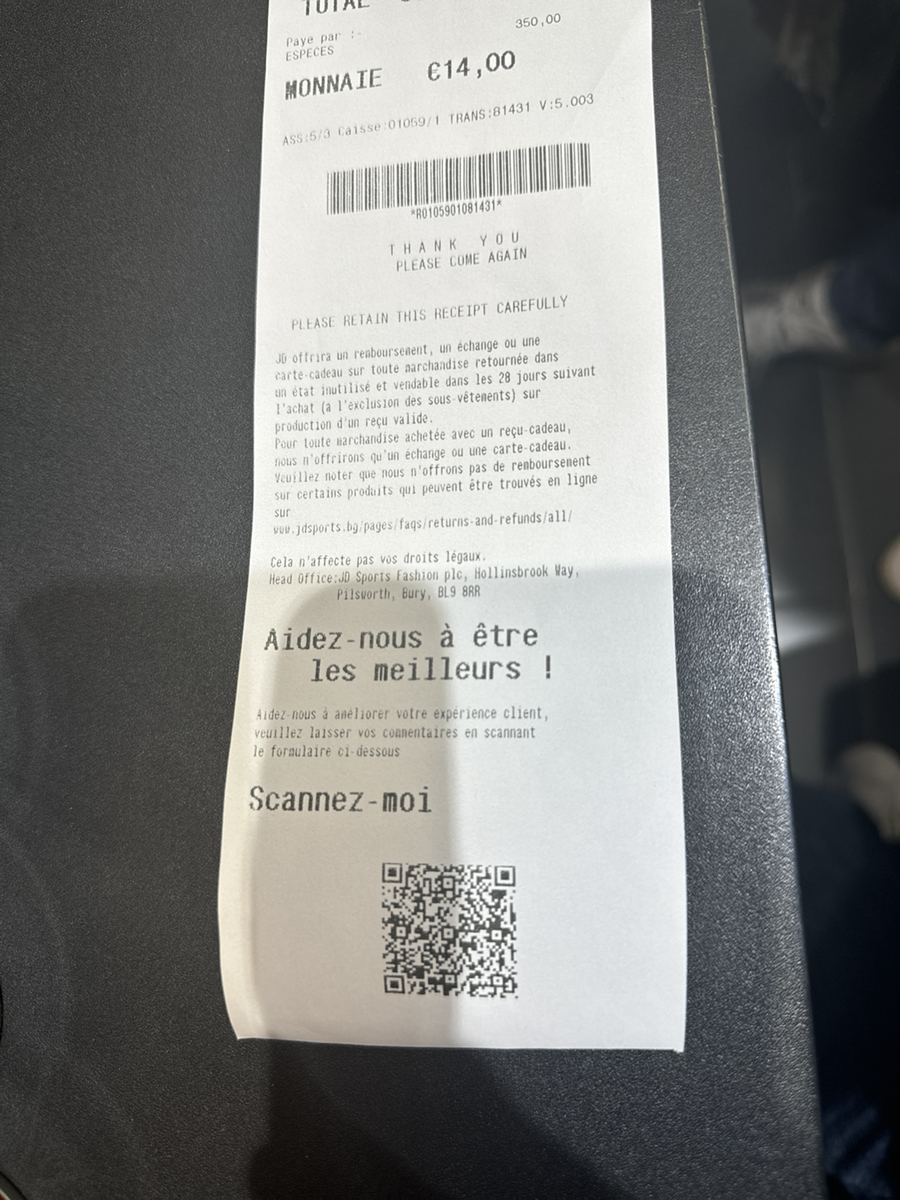 TOTAL
Payé par :-
ESPECES 350,00
MONNAIE €14,00
ASS:5/3 Caisse:01059/1 TRANS:81431 V:5.003
*R0105901081431*
THANK YOU
PLEASE COME AGAIN
PLEASE RETAIN THIS RECEIPT CAREFULLY
JD offrira un remboursement, un échange ou une
carte-cadeau sur toute marchandise retournée dans
un état inutilisé et vendable dans les 28 jours suivant
l'achat (a l'exclusion des sous-vêtements) sur
production d'un reçu valide.
Pour toute marchandise achetée avec un reçu-cadeau,
nous n'offrirons qu'un échange ou une carte-cadeau.
Veuillez noter que nous n'offrons pas de remboursement
sur certains produits qui peuvent être trouvés en ligne
sur
www.jdsports.bg/pages/faqs/returns-and-refunds/all/
Cela n'affecte pas vos droits légaux.
Head Office:JD Sports Fashion plc, Hollinsbrook Way,
Pilsworth, Bury, BL9 8RR
Aidez-nous à être
les meilleurs !
Aidez-nous à améliorer votre expérience client,
veuillez laisser vos commentaires en scannant
le formulaire ci-dessous
Scannez-moi